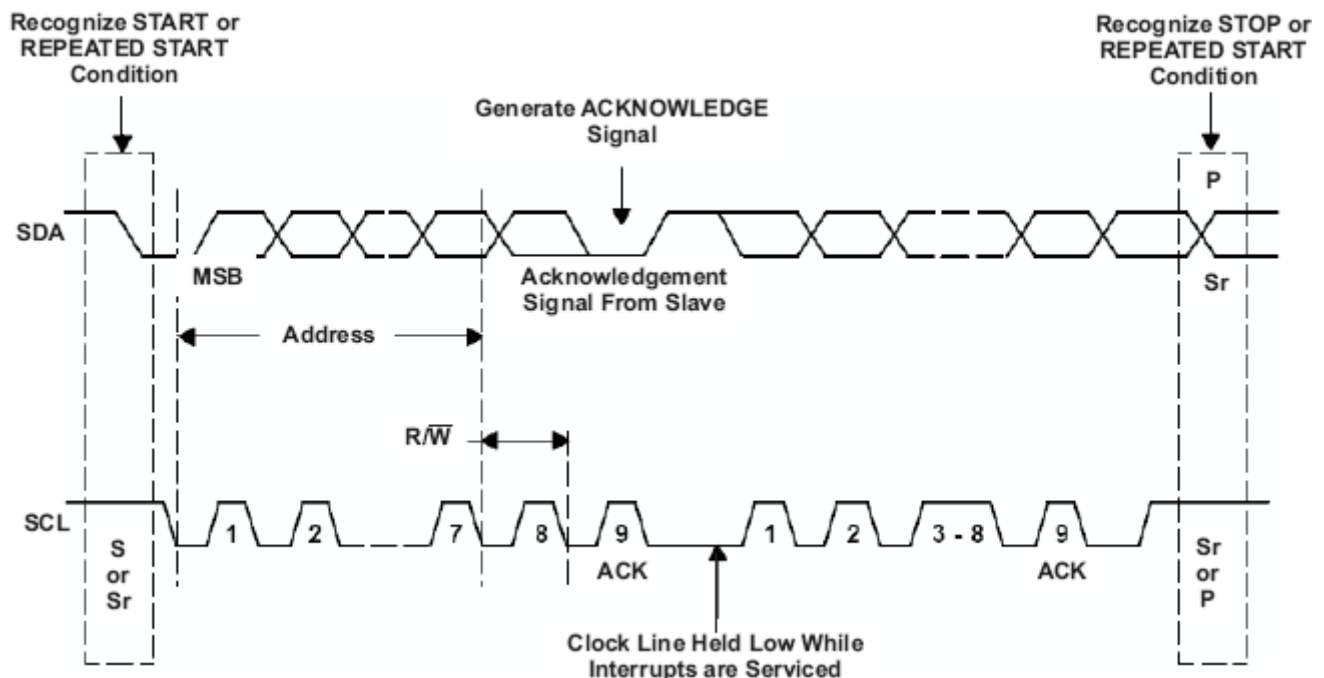 Recognize START or
REPEATED START
Condition
Recognize STOP or
REPEATED START
Condition
Generate ACKNOWLEDGE
Signal
P
SDA
MSB
Acknowledgement
Signal From Slave
Sr
Address
R/W̅
SCL
1
2
7
8
9
1
2
3 - 8
9
S
or
Sr
ACK
ACK
Sr
or
P
Clock Line Held Low While
Interrupts are Serviced